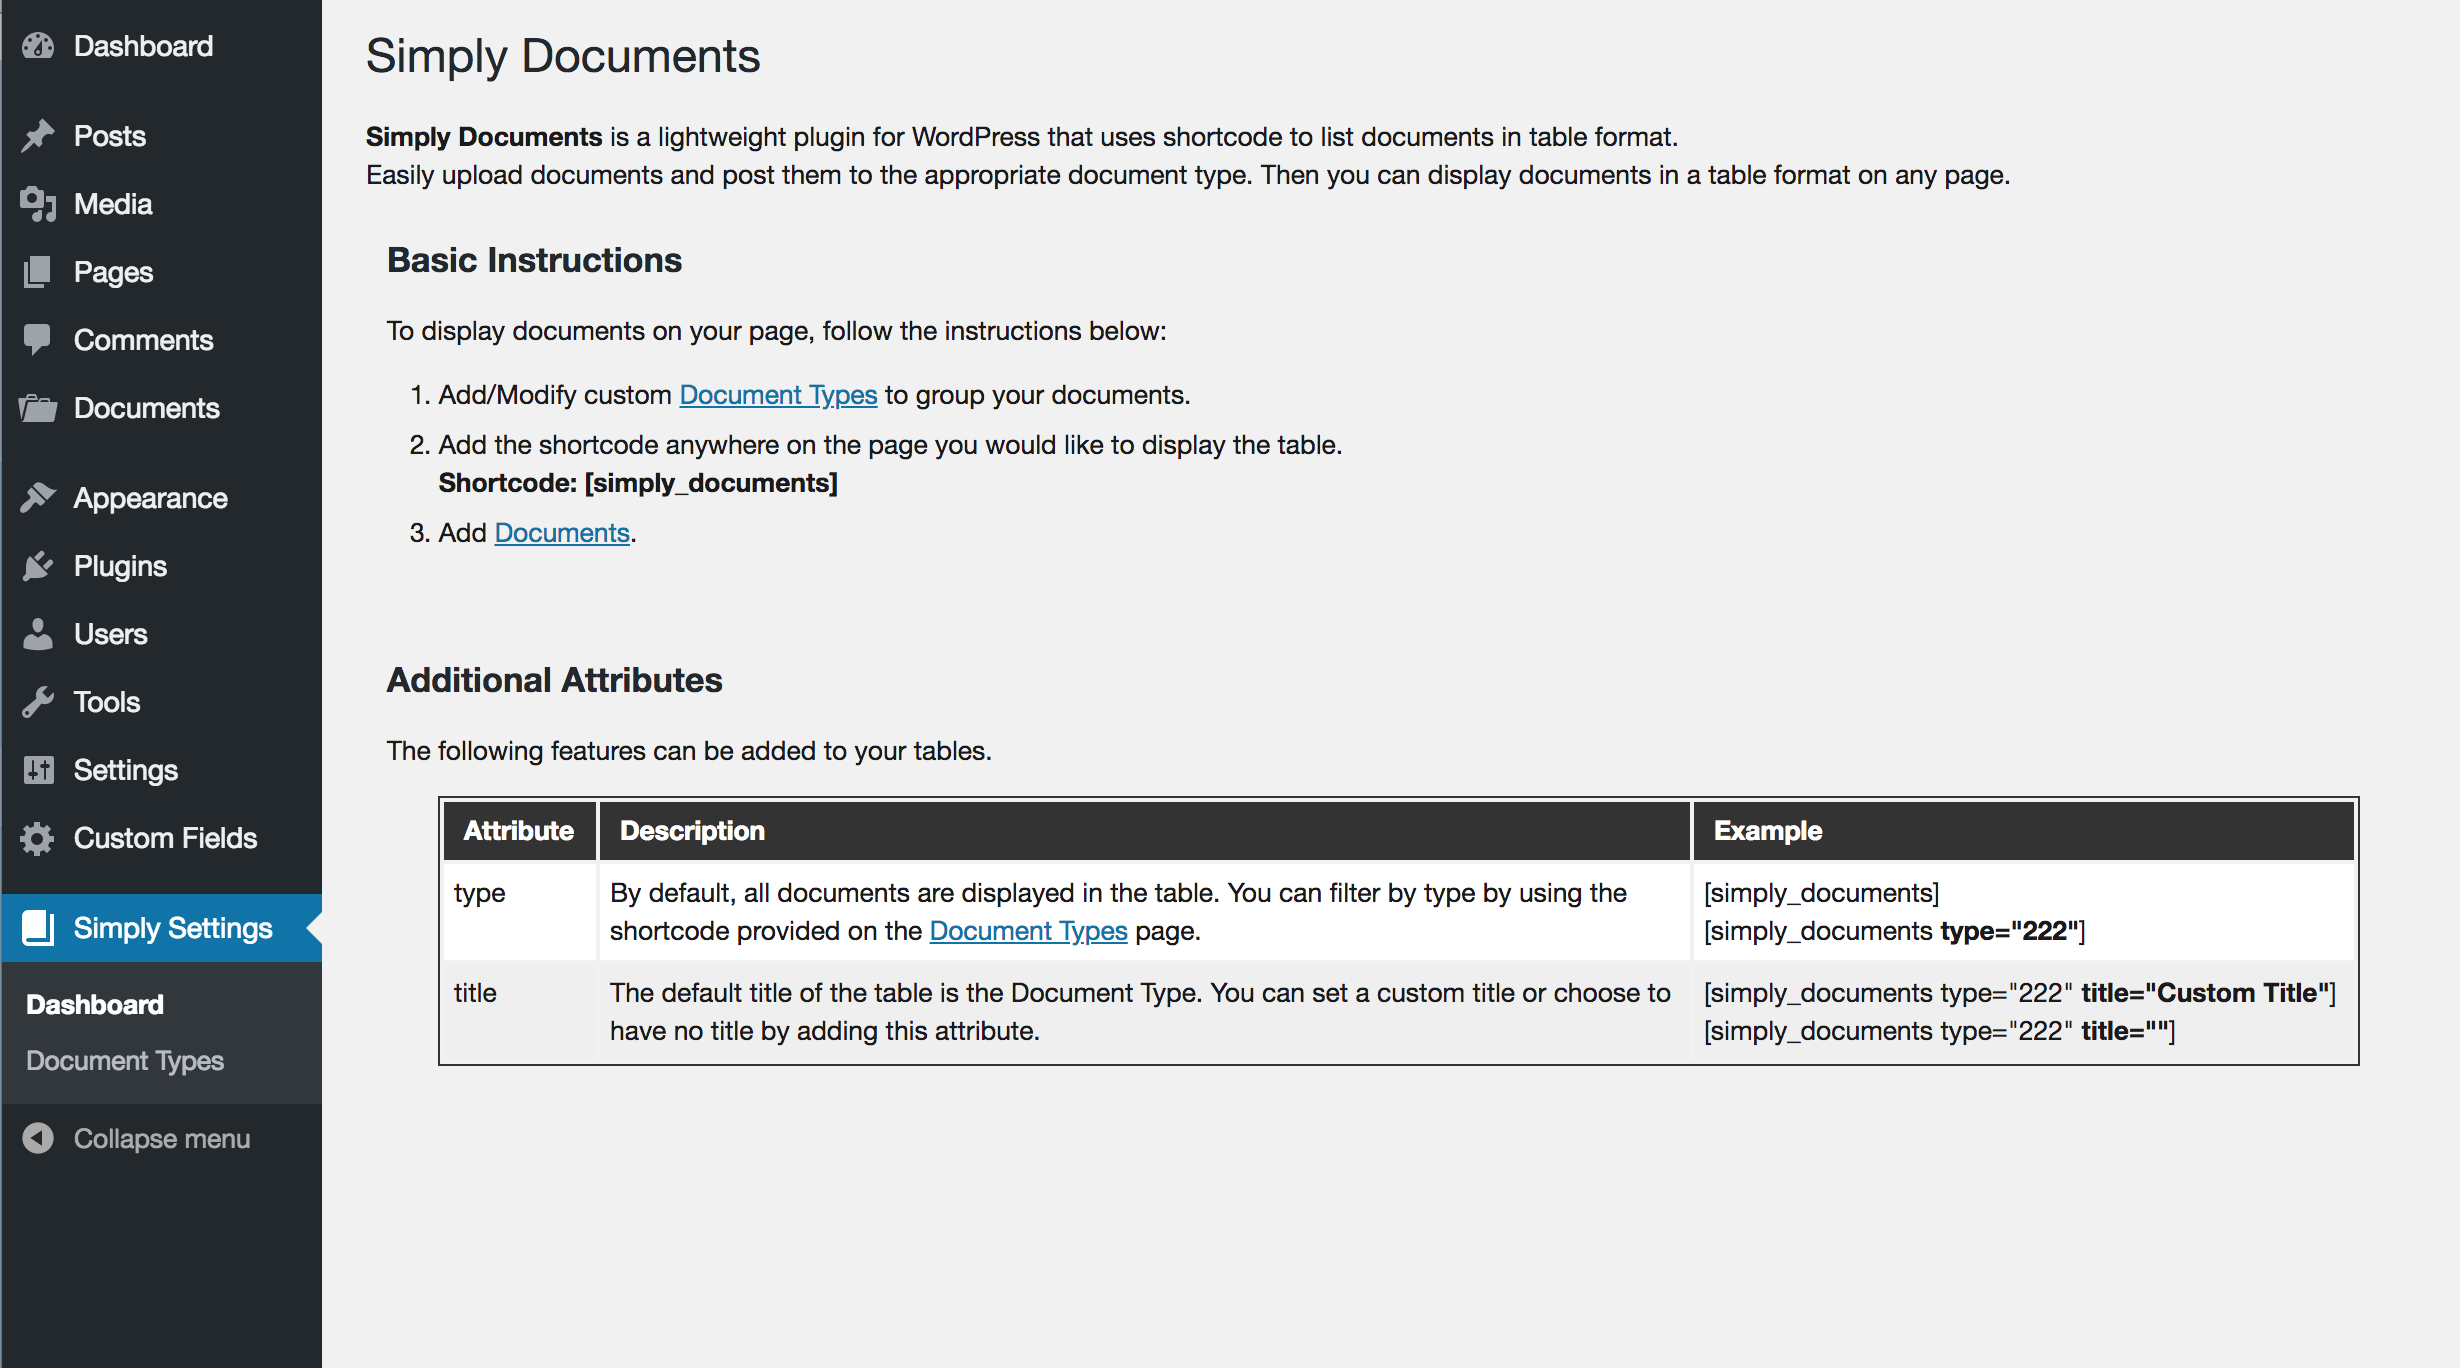 Dashboard
Posts
Media
Pages
Comments
Documents
Appearance
Plugins
Users
Tools
Settings
Custom Fields
Simply Settings
Dashboard
Document Types
Collapse menu
Simply Documents
Simply Documents is a lightweight plugin for WordPress that uses shortcode to list documents in table format.
Easily upload documents and post them to the appropriate document type. Then you can display documents in a table format on any page.
Basic Instructions
To display documents on your page, follow the instructions below:
1. Add/Modify custom Document Types to group your documents.
2. Add the shortcode anywhere on the page you would like to display the table.
Shortcode: [simply_documents]
3. Add Documents.
Additional Attributes
The following features can be added to your tables.
Attribute Description Example
type By default, all documents are displayed in the table. You can filter by type by using the [simply_documents]
shortcode provided on the Document Types page. [simply_documents type="222"]
title The default title of the table is the Document Type. You can set a custom title or choose to [simply_documents type="222" title="Custom Title"]
have no title by adding this attribute. [simply_documents type="222" title=""]